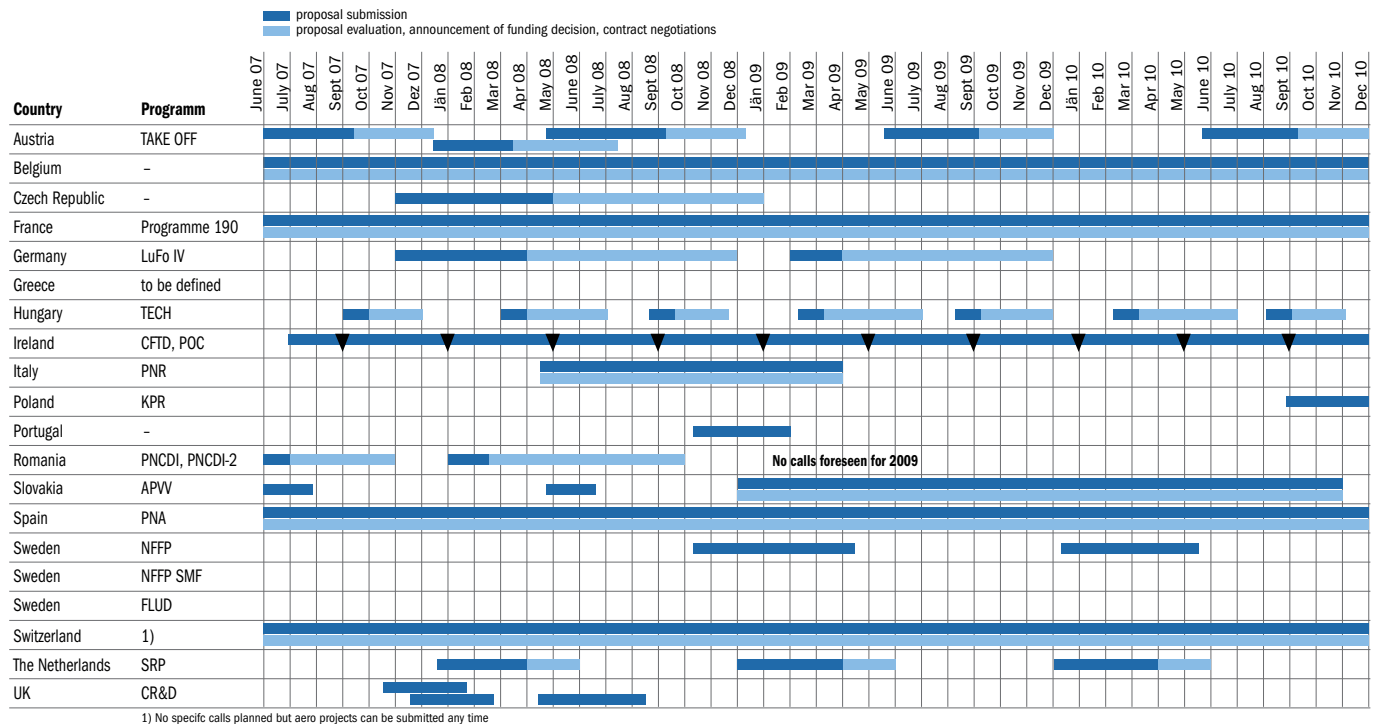 proposal submission
proposal evaluation, announcement of funding decision, contract negotiations
June 07
July 07
Aug 07
Sept 07
Oct 07
Nov 07
Dez 07
Jän 08
Feb 08
Mar 08
Apr 08
May 08
June 08
July 08
Aug 08
Sept 08
Oct 08
Nov 08
Dec 08
Jän 09
Feb 09
Mar 09
Apr 09
May 09
June 09
July 09
Aug 09
Sept 09
Oct 09
Nov 09
Dec 09
Jän 10
Feb 10
Mar 10
Apr 10
May 10
June 10
July 10
Aug 10
Sept 10
Oct 10
Nov 10
Dec 10
Country Programm
Austria TAKE OFF
Belgium –
Czech Republic –
France Programme 190
Germany LuFo IV
Greece to be defined
Hungary TECH
Ireland CFTD, POC
Italy PNR
Poland KPR
Portugal –
Romania PNCDI, PNCDI-2 No calls foreseen for 2009
Slovakia APVV
Spain PNA
Sweden NFFP
Sweden NFFP SMF
Sweden FLUD
Switzerland 1)
The Netherlands SRP
UK CR&D
1) No specifc calls planned but aero projects can be submitted any time